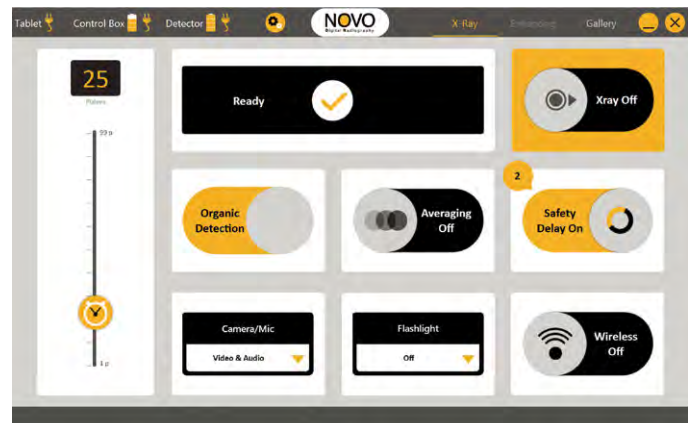 Tablet Control Box Detector NOVO X-Ray Enhancing Gallery
Digital Radiography
25
Pulses
99 p
1 p
Ready
Xray Off
Organic
Detection
Averaging
Off
2
Safety
Delay On
Camera/Mic
Video & Audio
Flashlight
Off
Wireless
Off